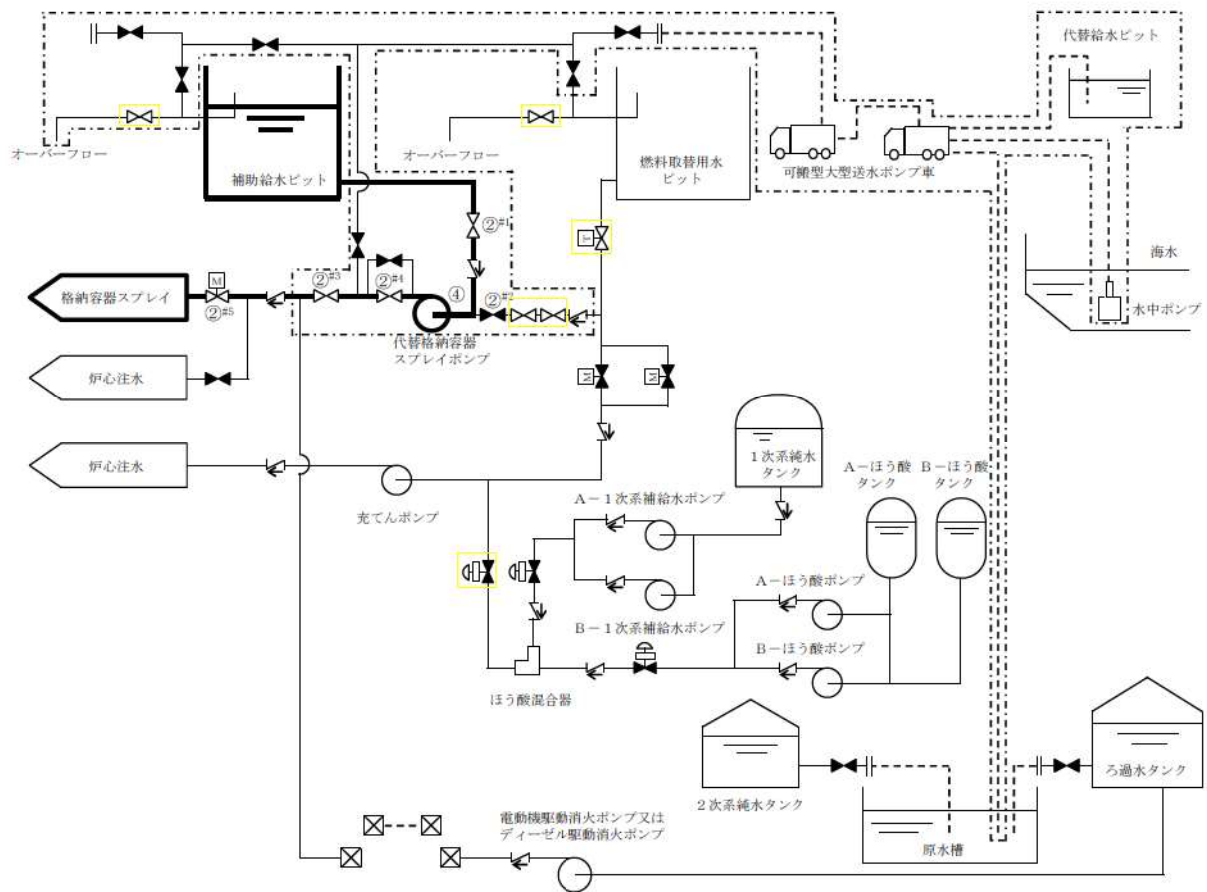 代替給水ピット
オーバーフロー
補助給水ピット
オーバーフロー
燃料取替用水
ピット
可搬型大型送水ポンプ車
海水
水中ポンプ
②#1
T
M
②#3
②#4
④
②#2
格納容器スプレイ
②#5
代替格納容器
スプレイポンプ
炉心注水
M
M
炉心注水
充てんポンプ
1次系純水
タンク
A-ほう酸
タンク
B-ほう酸
タンク
A-1次系補給水ポンプ
A-ほう酸ポンプ
B-1次系補給水ポンプ
B-ほう酸ポンプ
ほう酸混合器
2次系純水タンク
ろ過水タンク
原水槽
電動機駆動消火ポンプ又は
ディーゼル駆動消火ポンプ